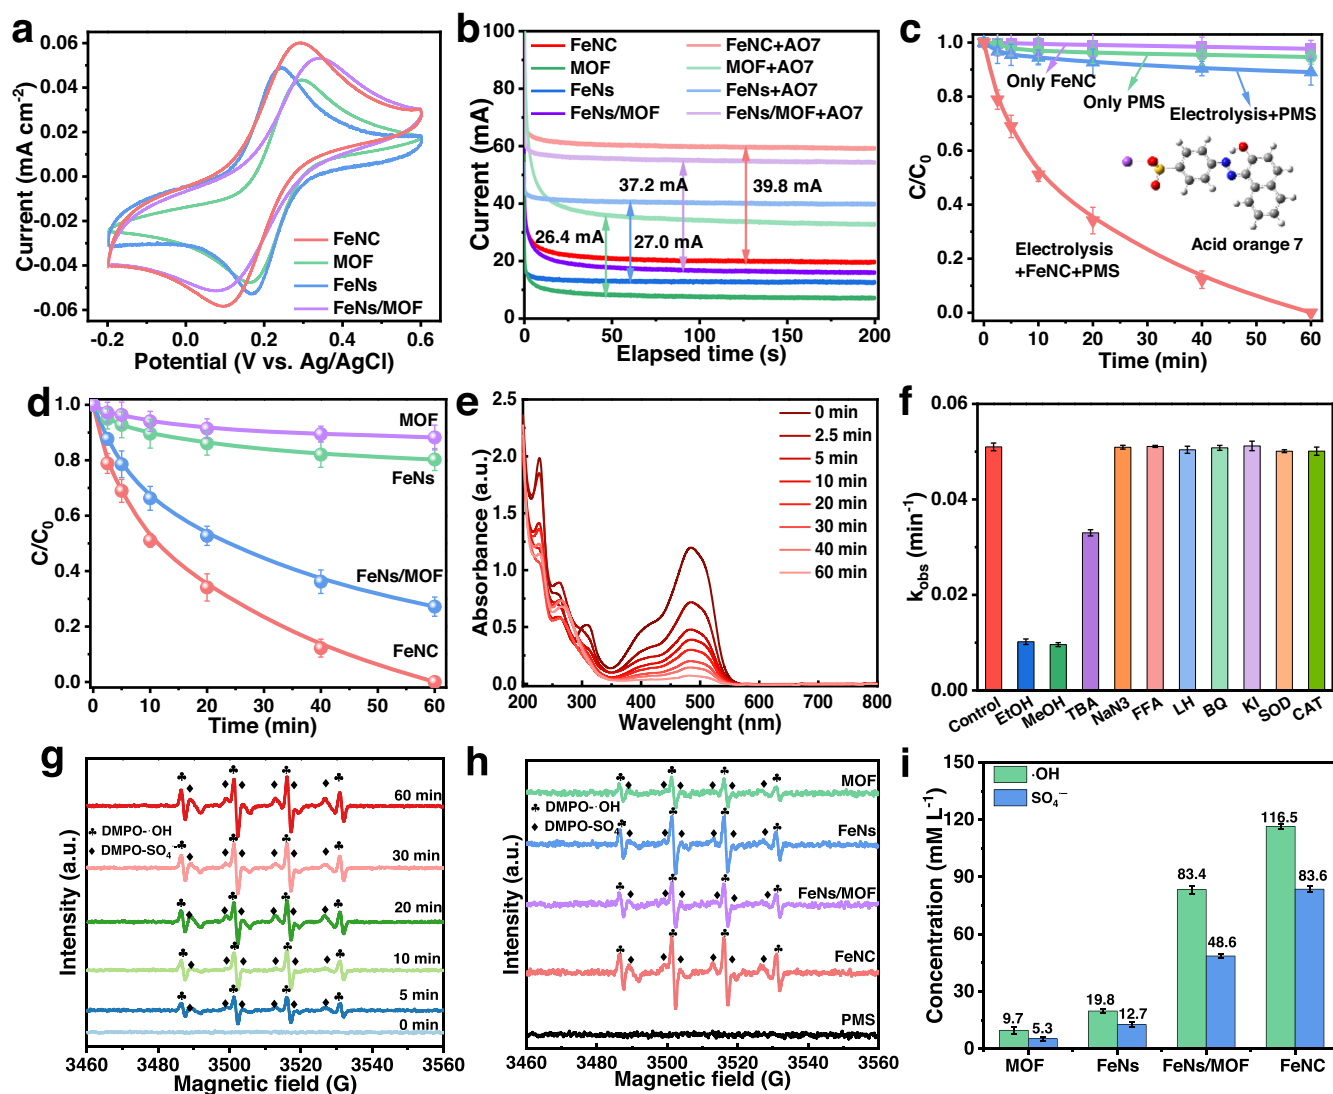 a
0.06
0.04
0.02
0.00
-0.02
-0.04
-0.06
Current (mA cm-2)
FeNC
MOF
FeNs
FeNs/MOF
-0.2 0.0 0.2 0.4 0.6
Potential (V vs. Ag/AgCl)
b
100
80
60
40
20
0
Current (mA)
FeNC FeNC+AO7
MOF MOF+AO7
FeNs FeNs+AO7
FeNs/MOF FeNs/MOF+AO7
37.2 mA 39.8 mA
26.4 mA 27.0 mA
0 50 100 150 200
Elapsed time (s)
c
1.0
0.8
0.6
0.4
0.2
0.0
C/C0
Only FeNC
Only PMS
Electrolysis+PMS
Electrolysis
+FeNC+PMS
Acid orange 7
0 10 20 30 40 50 60
Time (min)
d
1.0
0.8
0.6
0.4
0.2
0.0
C/C0
MOF
FeNs
FeNs/MOF
FeNC
0 10 20 30 40 50 60
Time (min)
e
2.5
2.0
1.5
1.0
0.5
0.0
Absorbance (a.u.)
0 min
2.5 min
5 min
10 min
20 min
30 min
40 min
60 min
200 300 400 500 600 700 800
Wavelenght (nm)
f
0.06
0.04
0.02
0.00
kobs (min-1)
Control EtOH MeOH TBA NaN3 FFA LH BQ KI SOD CAT
g
60 min
♣ DMPO-·OH
♦ DMPO-SO4·-
30 min
20 min
10 min
5 min
0 min
Intensity (a.u.)
3460 3480 3500 3520 3540 3560
Magnetic field (G)
h
MOF
♣ DMPO-·OH
♦ DMPO-SO4·-
FeNs
FeNs/MOF
FeNC
PMS
Intensity (a.u.)
3460 3480 3500 3520 3540 3560
Magnetic field (G)
i
150
120
90
60
30
0
Concentration (mM L-1)
·OH
SO4·−
9.7 5.3
19.8 12.7
83.4 48.6
116.5 83.6
MOF FeNs FeNs/MOF FeNC